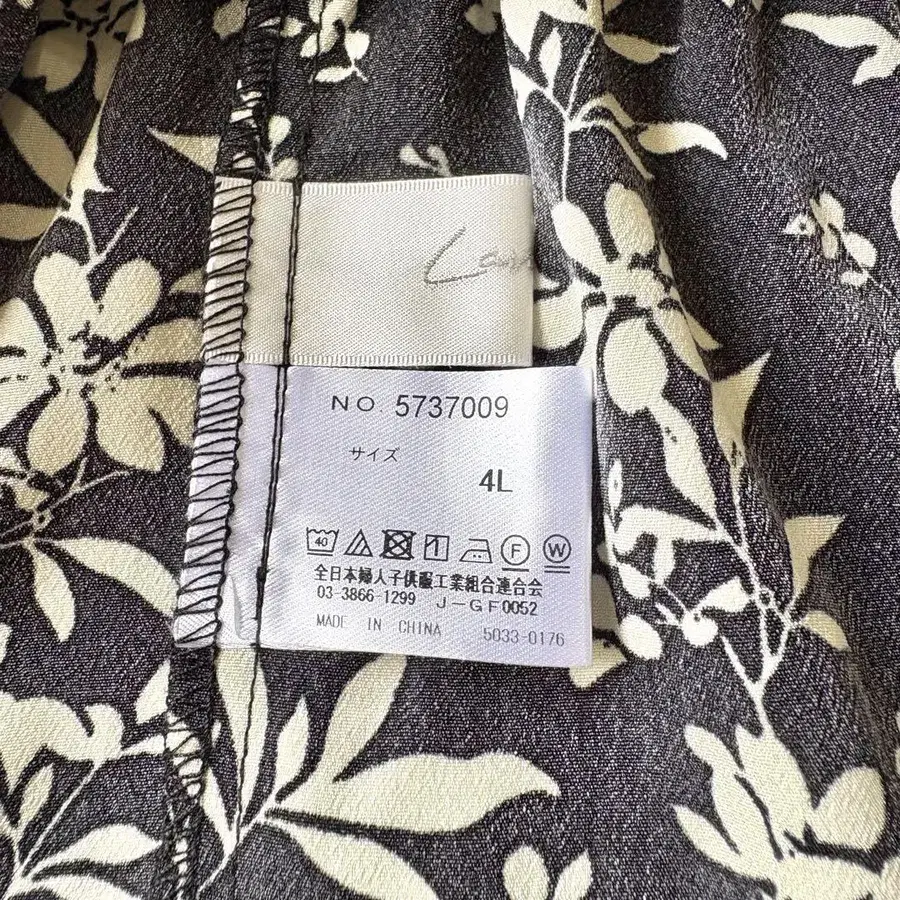 NO. 5737009
サイズ
4L
40
F W
全日本婦人子供服工業組合連合会
03-3866-1299 J-GF0052
MADE IN CHINA 5033-0176